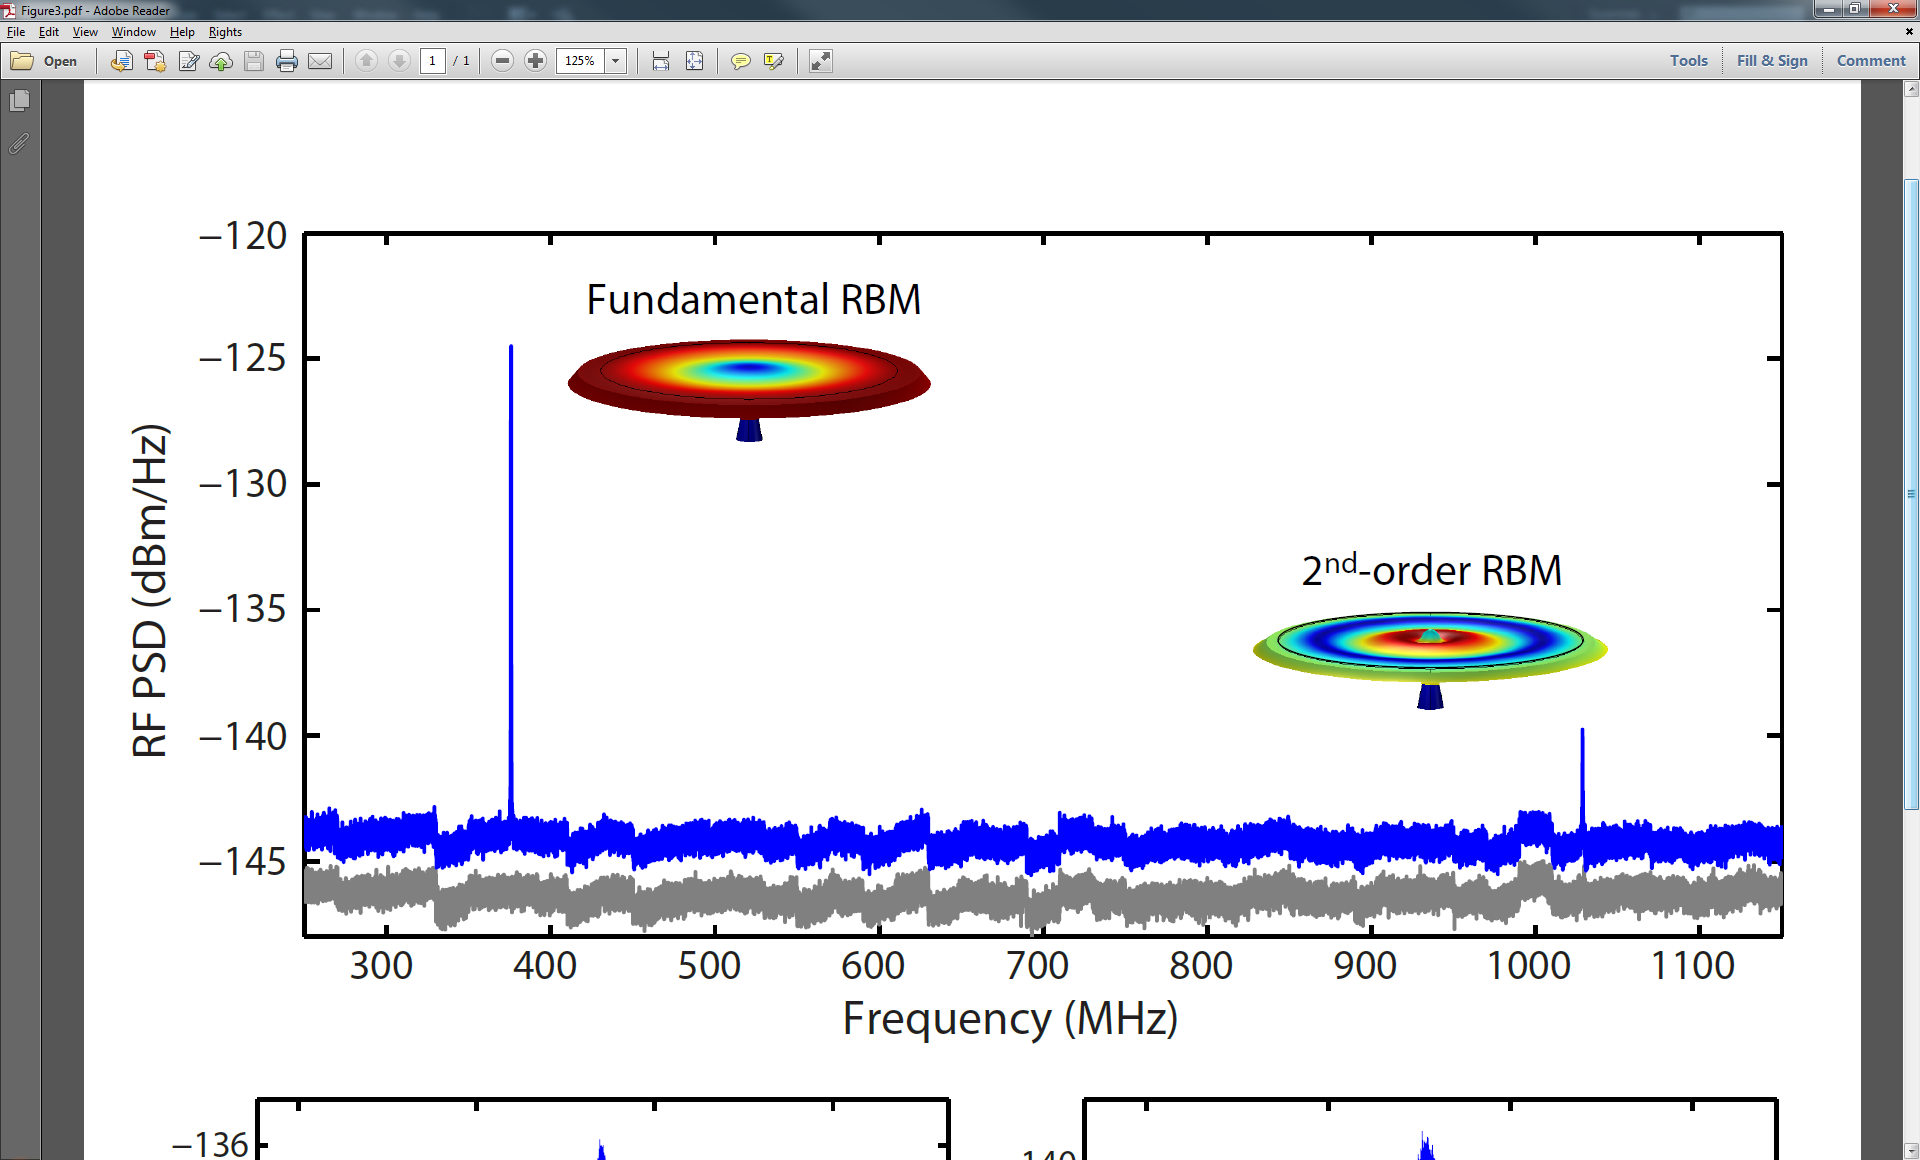 Figure3.pdf - Adobe Reader
File Edit View Window Help Rights
Open 1 / 1 125% Tools Fill & Sign Comment
−120
Fundamental RBM
−125
−130
2nd-order RBM
−135
−140
−145
RF PSD (dBm/Hz)
300 400 500 600 700 800 900 1000 1100
Frequency (MHz)
−136